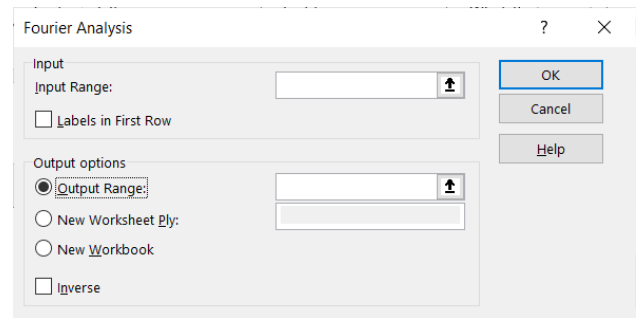 Fourier Analysis ? ×
Input
Input Range:
Labels in First Row
OK
Cancel
Help
Output options
Output Range:
New Worksheet Ply:
New Workbook
Inverse